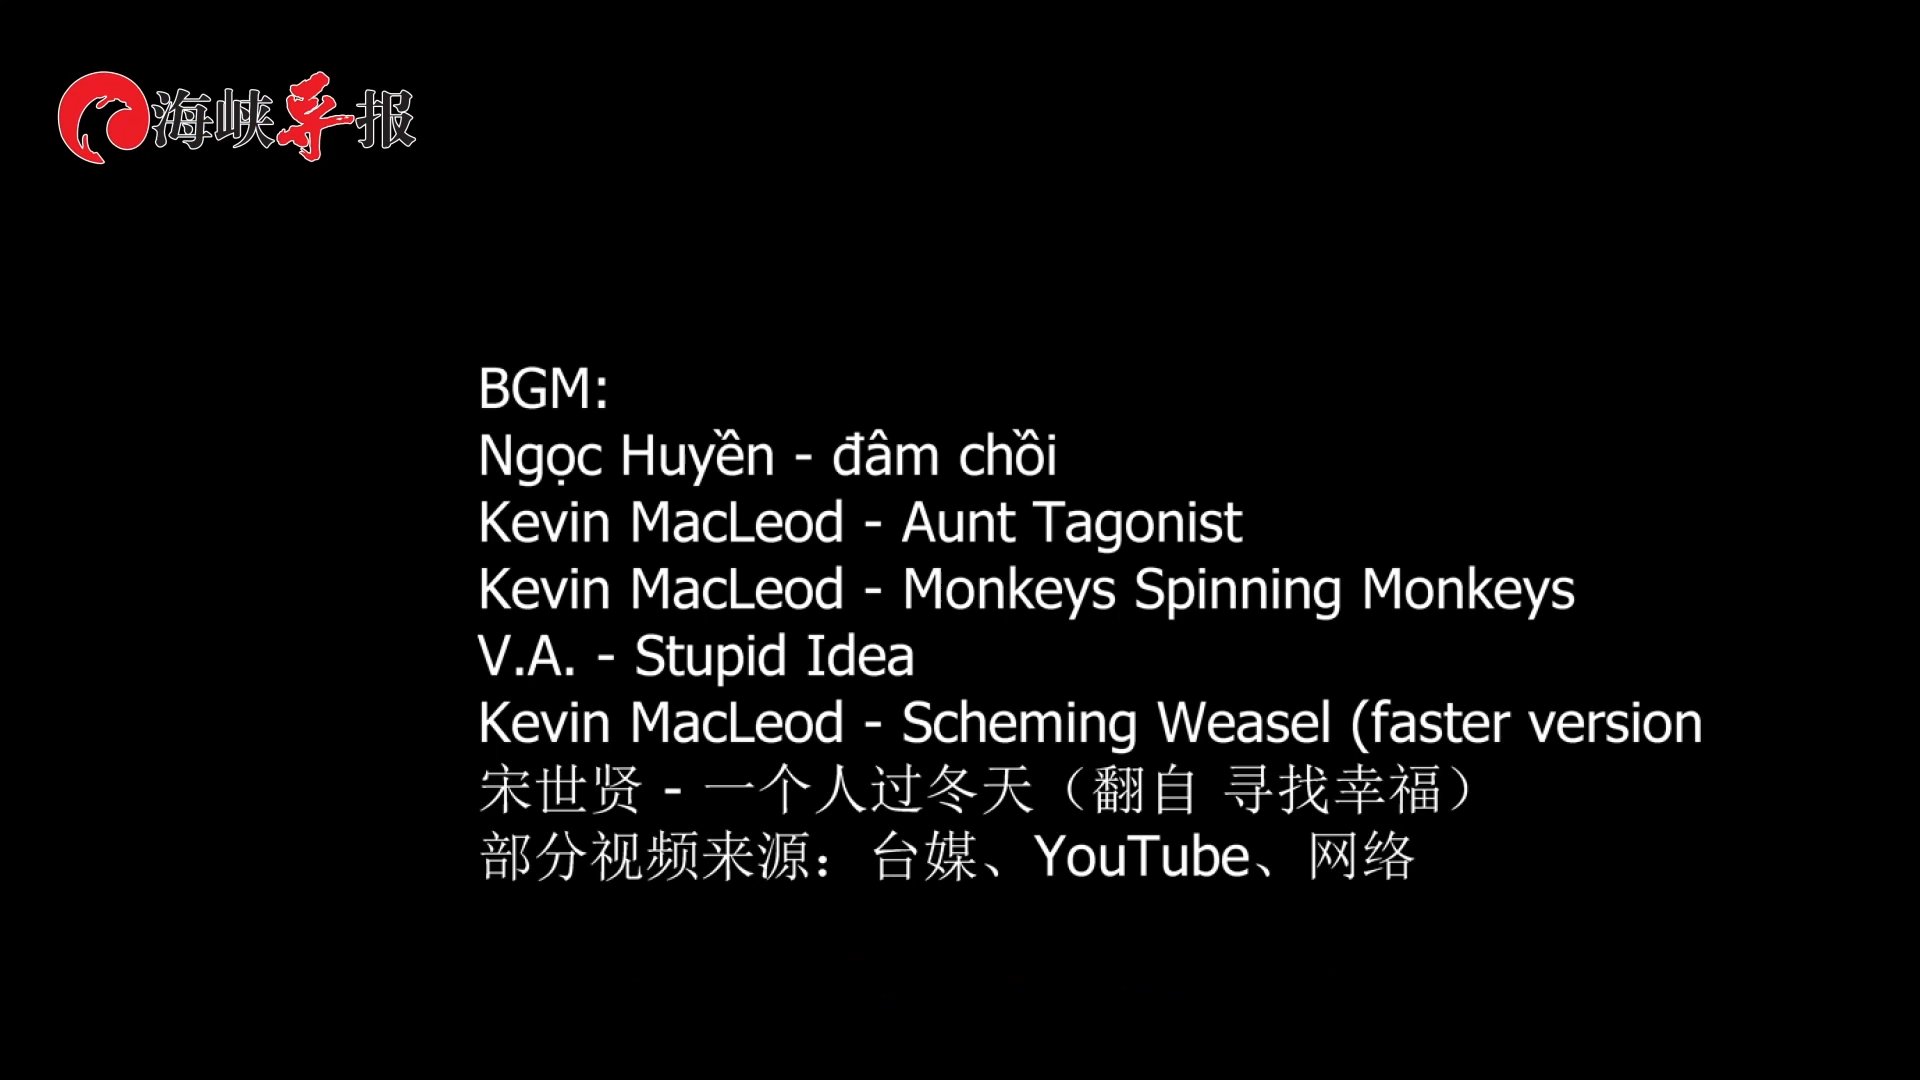 海峡导报
BGM:
Ngọc Huyền - đâm chồi
Kevin MacLeod - Aunt Tagonist
Kevin MacLeod - Monkeys Spinning Monkeys
V.A. - Stupid Idea
Kevin MacLeod - Scheming Weasel (faster version
宋世贤 - 一个人过冬天（翻自 寻找幸福）
部分视频来源：台媒、YouTube、网络